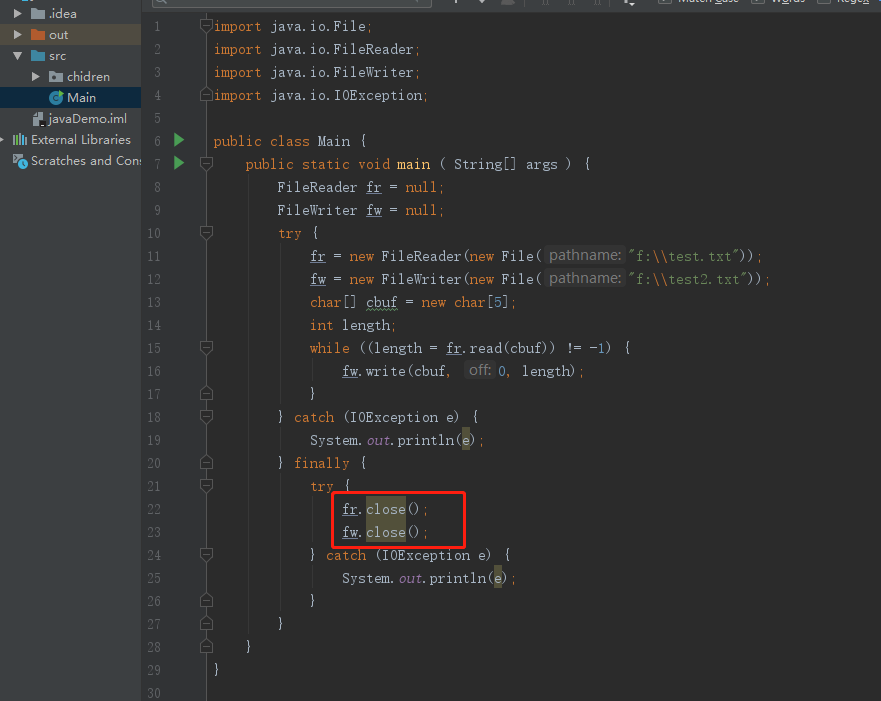 Match Case
Words
Regex
.idea
out
src
chidren
Main
javaDemo.iml
External Libraries
Scratches and Cons
1 import java.io.File;
2 import java.io.FileReader;
3 import java.io.FileWriter;
4 import java.io.IOException;
5
6 public class Main {
7 public static void main ( String[] args ) {
8 FileReader fr = null;
9 FileWriter fw = null;
10 try {
11 fr = new FileReader(new File( pathname: "f:\\test.txt"));
12 fw = new FileWriter(new File( pathname: "f:\\test2.txt"));
13 char[] cbuf = new char[5];
14 int length;
15 while ((length = fr.read(cbuf)) != -1) {
16 fw.write(cbuf, off: 0, length);
17 }
18 } catch (IOException e) {
19 System.out.println(e);
20 } finally {
21 try {
22 fr.close();
23 fw.close();
24 } catch (IOException e) {
25 System.out.println(e);
26 }
27 }
28 }
29 }
30